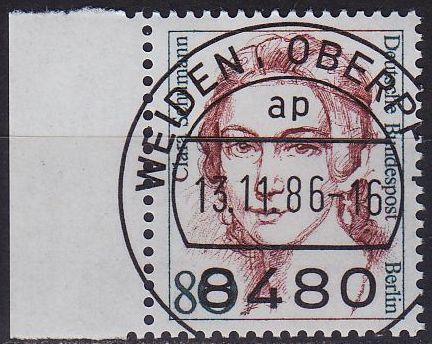 Clara Schumann
Deutsche Bundespost
Berlin
80
WEIDEN, OBERPF
ap
13.11.86-16
8480